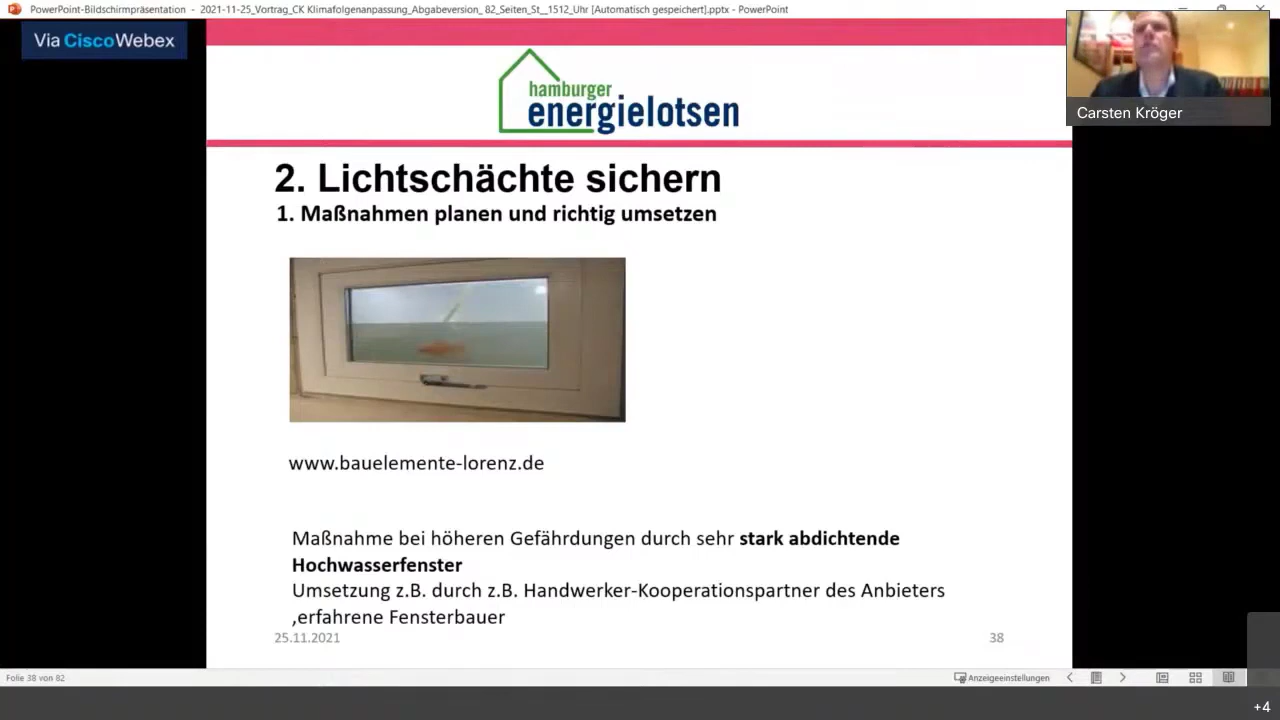 PowerPoint-Bildschirmpräsentation - 2021-11-25_Vortrag_CK Klimafolgenanpassung_Abgabeversion_ 82_Seiten_St__1512_Uhr [Automatisch gespeichert].pptx - PowerPoint
Via CiscoWebex
Carsten Kröger
hamburger
energielotsen
2. Lichtschächte sichern
1. Maßnahmen planen und richtig umsetzen
www.bauelemente-lorenz.de
Maßnahme bei höheren Gefährdungen durch sehr stark abdichtende
Hochwasserfenster
Umsetzung z.B. durch z.B. Handwerker-Kooperationspartner des Anbieters
,erfahrene Fensterbauer
25.11.2021
38
Folie 38 von 82
Anzeigeeinstellungen
+4